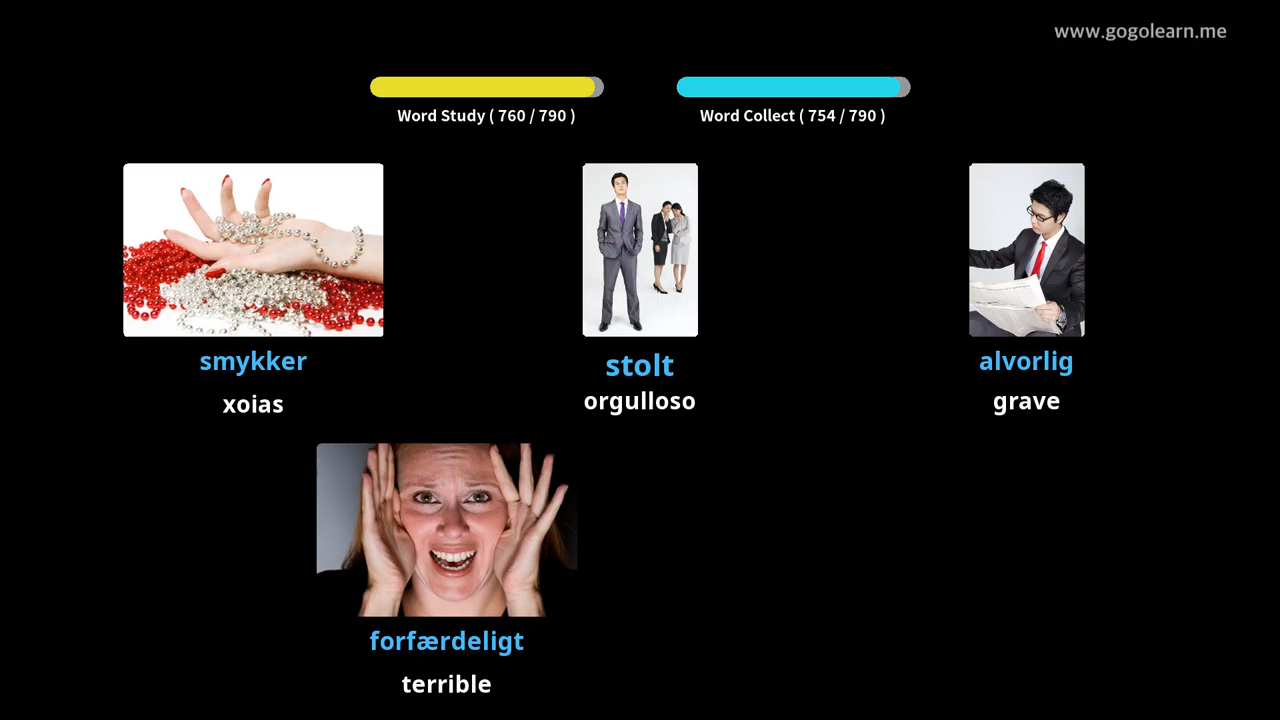 www.gogolearn.me
Word Study ( 760 / 790 )
Word Collect ( 754 / 790 )
smykker
xoias
stolt
orgulloso
alvorlig
grave
forfærdeligt
terrible